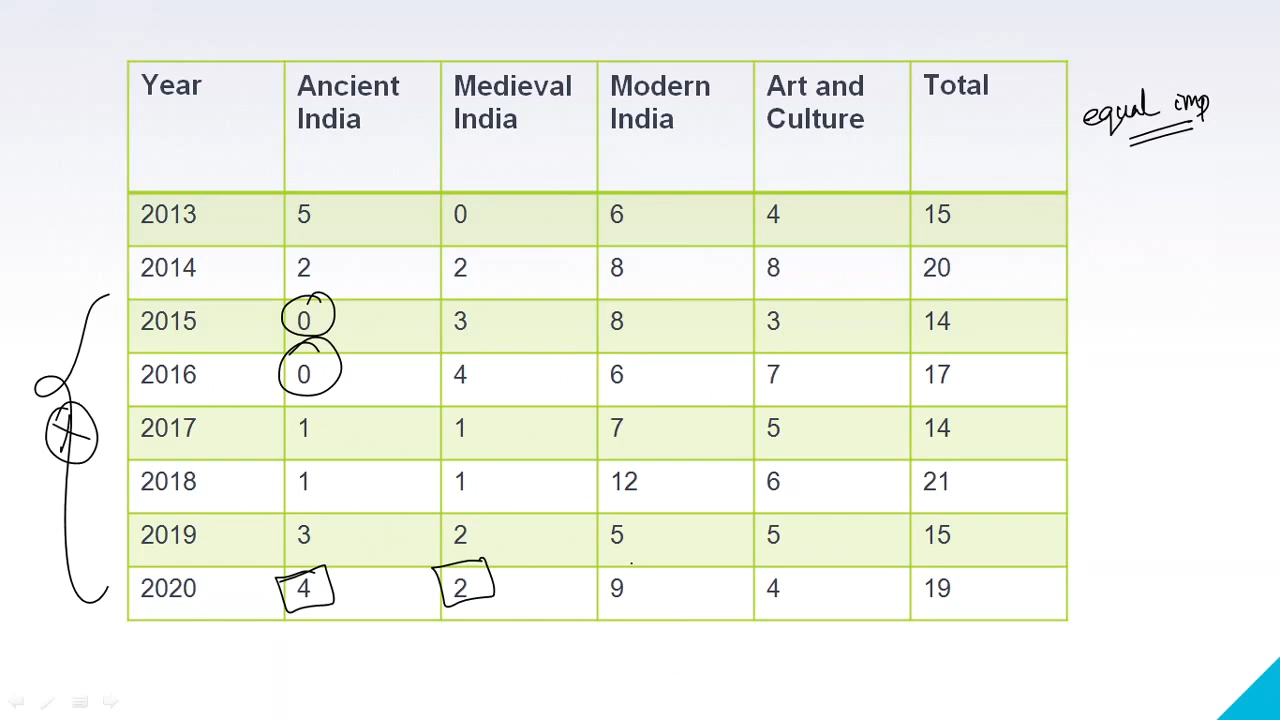 Year Ancient India Medieval India Modern India Art and Culture Total
equal imp
2013 5 0 6 4 15
2014 2 2 8 8 20
2015 0 3 8 3 14
2016 0 4 6 7 17
2017 1 1 7 5 14
2018 1 1 12 6 21
2019 3 2 5 5 15
2020 4 2 9 4 19